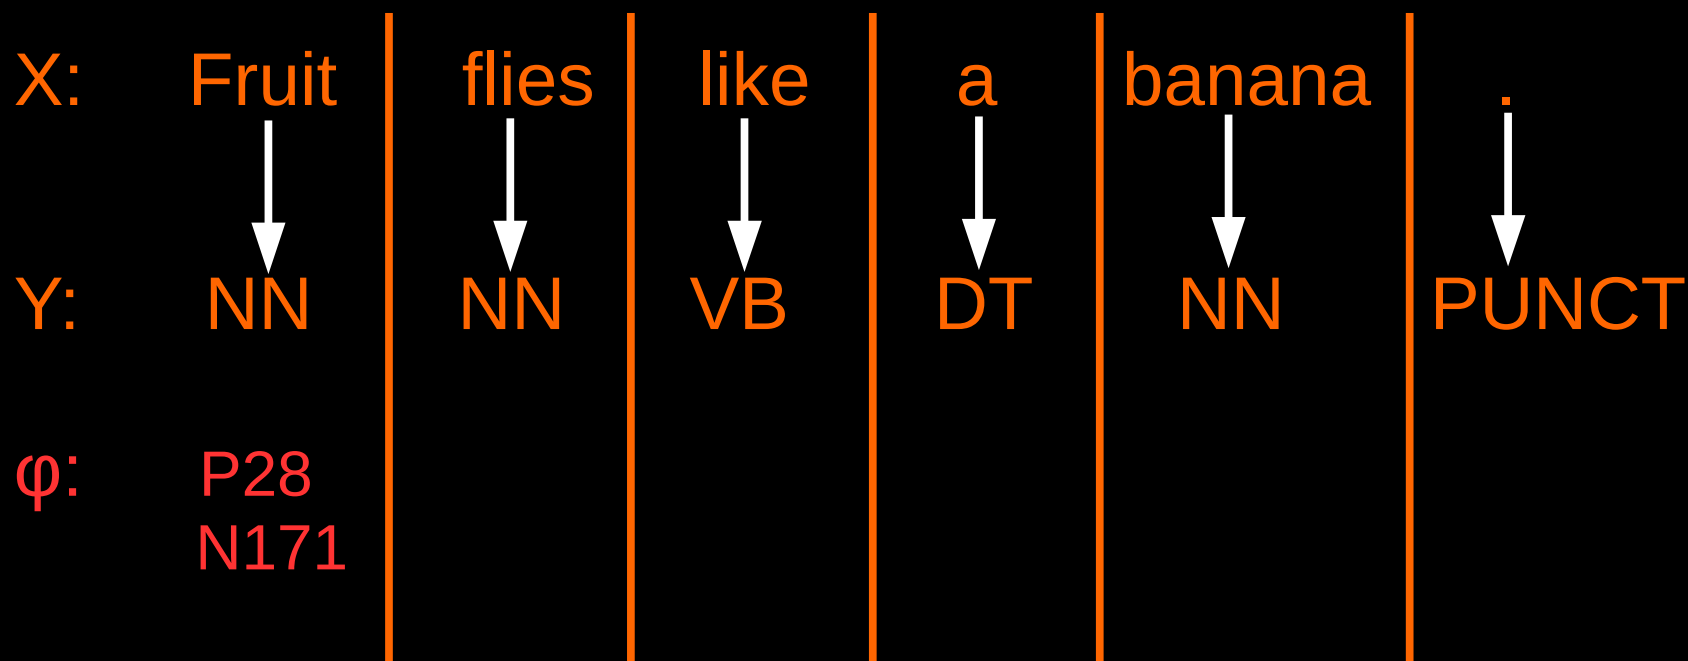 X: Fruit flies like a banana .
Y: NN NN VB DT NN PUNCT
φ: P28
N171